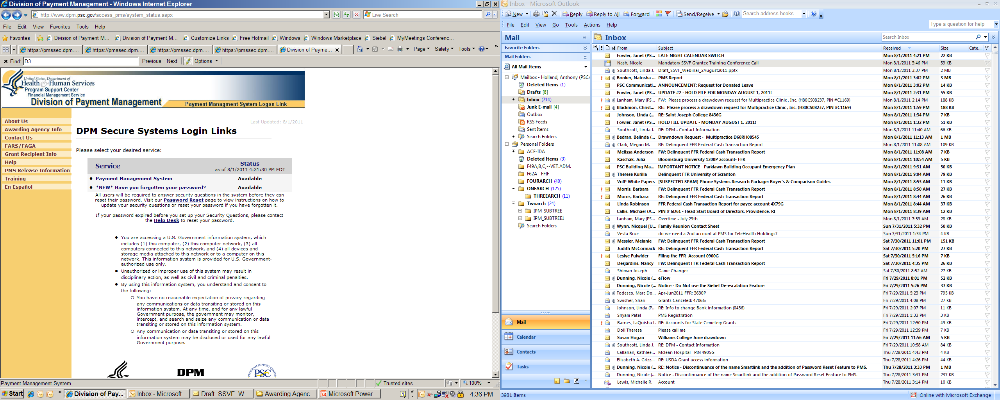 Division of Payment Management - Windows Internet Explorer
http://www.dpm.psc.gov/access_pms/system_status.aspx
Live Search
File Edit View Favorites Tools Help
Favorites Division of Payment M... Division of Payment M... Customize Links Free Hotmail Windows Windows Marketplace Siebel MyMeetings Conferenc...
https://pmssec.dpm.... https://pmssec.dpm.... https://pmssec.dpm.... https://pmssec.dpm.... Division of Payme... Page Safety Tools
Find: D3 Previous Next Options
United States Department of
Health & Human Services
Program Support Center
Financial Management Service
Division of Payment Management
Payment Managment System Logon Link
About Us
Awarding Agency Info
Contact Us
FARS/FAGA
Grant Recipient Info
Help
PMS Release Information
Training
En Español
Last Updated: 8/1/2011
DPM Secure Systems Login Links
Please select your desired service:
Service Status
as of 8/1/2011 4:31:30 PM EDT
Payment Management System Available
*NEW* Have you forgotten your password? Available
All users will be required to answer security questions in the system before they can
reset their password. Visit our Password Reset page to view instructions on how to
update your security questions or reset your password if you have forgotten it.
If your password expired before you set up your Security Questions, please contact
the Help Desk to reset your password.
You are accessing a U.S. Government information system, which
includes (1) this computer, (2) this computer network, (3) all
computers connected to this network, and (4) all devices and
storage media attached to this network or to a computer on this
network. This information system is provided for U.S. Government-
authorized use only.
Unauthorized or improper use of this system may result in
disciplinary action, as well as civil and criminal penalties.
By using this information system, you understand and consent to
the following:
You have no reasonable expectation of privacy regarding
any communications or data transiting or stored on this
information system. At any time, and for any lawful
Government purpose, the government may monitor,
intercept, and search and seize any communication or data
transiting or stored on this information system.
Any communication or data transiting or stored on this
information system may be disclosed or used for any lawful
Government purpose.
DPM
PROGRAM SUPPORT CENTER
PSC
Payment Management System Trusted sites 100%
Start Division of Pay... Inbox - Microsoft ... Draft_SSVF_W... Awarding Agenc... Microsoft Power... 4:36 PM
Inbox - Microsoft Outlook
New Reply Reply to All Forward Send/Receive Search address books
File Edit View Go Tools Actions Help Type a question for help
Mail
Favorite Folders
Mail Folders
All Mail Items
Mailbox - Holland, Anthony (PSC/
Deleted Items (1)
Drafts [8]
Inbox (714)
Junk E-mail [4]
Outbox
RSS Feeds
Sent Items
Search Folders
Personal Folders
ACF-IDA
Deleted Items (3)
F49A,B,C,--VET.ADM.
F62A--FFIF
FOURARCH (40)
ONEARCH (125)
THREEARCH (11)
Twoarch (24)
IPM_SUBTREE
IPM_SUBTREE1
Search Folders
Mail
Calendar
Contacts
Tasks
Inbox Search Inbox
From Subject Received Size Cate...
Fowler, Janet (PS... LATE NIGHT CALENDAR SWITCH Mon 8/1/2011 4:21 PM 22 KB
Nash, Nicole Mandatory SSVF Grantee Training Conference Call Mon 8/1/2011 3:46 PM 59 KB
Southcott, Linda J. Draft_SSVF_Webinar_2August2011.pptx Mon 8/1/2011 3:37 PM 2 MB
Booker, Natosha ... PMS Report Mon 8/1/2011 3:02 PM 3 MB
PSC Communicati... ANNOUNCEMENT: Request for Donated Leave Mon 8/1/2011 3:02 PM 14 KB
Fowler, Janet (PS... UPDATE #2 - HOLD FILE FOR MONDAY AUGUST 1, 2011! Mon 8/1/2011 2:31 PM 55 KB
Lanham, Mary (PS... FW: Please process a drawdown request for Multipractice Clinic , Inc. (H80CS08237, PIN #C1169) Mon 8/1/2011 2:14 PM 188 KB
Blackmon, Christ... RE: Please process a drawdown request for Multipractice Clinic , Inc. (H80CS08237, PIN #C1169) Mon 8/1/2011 1:59 PM 188 KB
Johnson, Linda (... RE: Saint Joseph College 8436G Mon 8/1/2011 1:34 PM 7 KB
Fowler, Janet (PS... HOLD FILE UPDATE - MONDAY AUGUST 1, 2011! Mon 8/1/2011 1:32 PM 51 KB
Southcott, Linda J. RE: DPM - Contact Information Mon 8/1/2011 11:40 AM 66 KB
Bedran, Belinda (... Drawndown Request - Multipractice D60RH08545 Mon 8/1/2011 11:13 AM 1 MB
Clark, Megan M. RE: Delinquent FFR Federal Cash Transaction Report Mon 8/1/2011 11:08 AM 109 KB
Melissa Anderson FW: Delinquent FFR Federal Cash Transaction Report Mon 8/1/2011 11:08 AM 7 KB
Kaschak, Julia Bloomsburg University 1200P account- FFR Mon 8/1/2011 10:54 AM 5 KB
PSC Building Ma... IMPORTANT NOTICE - Parklawn Building Occupant Emergency Plan Mon 8/1/2011 9:31 AM 50 KB
Therese Kurilla Delinquent FFR University of Scranton Mon 8/1/2011 9:04 AM 79 KB
VoIP White Papers [SUSPECTED SPAM] Phone Systems Research Package: Buyer's & Comparison Guides Mon 8/1/2011 8:53 AM 11 KB
Morris, Barbara FW: Delinquent FFR Federal Cash Transaction Report Mon 8/1/2011 8:50 AM 27 KB
Morris, Barbara RE: Delinquent FFR Federal Cash Transaction Report Mon 8/1/2011 8:44 AM 26 KB
Linda Robinson FFR Federal Cash Transaction Report for payee account 4X79G Mon 8/1/2011 8:44 AM 37 KB
Callis, Michael (A... PIN # 6D61 - Head Start Board of Directors, Providence, RI Mon 8/1/2011 8:39 AM 12 KB
Lanham, Mary (PS... Overtime - July 29th Mon 8/1/2011 7:59 AM 28 KB
Wynn, Nicquel [U... Family Reunion Contact Sheet Sun 7/31/2011 5:32 PM 50 KB
Vesta Brue do we need a 2nd account at PMS for TeleHealth Holdings? Sun 7/31/2011 1:34 PM 4 KB
Messier, Melanie FW: Delinquent FFR Federal Cash Transaction Report Sat 7/30/2011 11:01 PM 151 KB
Judith McCormack RE: Delinquent FFR Federal Cash Transaction Report Sat 7/30/2011 5:20 PM 27 KB
Leslye Fulwider Filing the FFR Account 0900G Sat 7/30/2011 5:16 PM 7 KB
Desjardins, Nancy FW: Delinquent FFR Federal Cash Transaction Report Sat 7/30/2011 4:35 PM 26 KB
Shirvan Joseph Game Changer Sat 7/30/2011 8:52 AM 27 KB
Dunning, Nicole (... eFlow Fri 7/29/2011 8:01 PM 52 KB
Dunning, Nicole (... Notice - Do Not use the Siebel De-escalation Feature Fri 7/29/2011 5:26 PM 37 KB
Todesco, Marc Do... Apr-Jun2011 FFR: 3630P Fri 7/29/2011 5:23 PM 795 KB
Swisher, Shari Grants Canceled: 4706G Fri 7/29/2011 4:08 PM 27 KB
Johnson, Linda (P... RE: Info to change Bank information (0436) Fri 7/29/2011 2:07 PM 11 KB
Shyam Patel PMS Registration Fri 7/29/2011 1:33 PM 3 KB
Barnes, LaQuisha L. RE: Accounts for State Cemetery Grants Fri 7/29/2011 12:50 PM 49 KB
Doll Theresa Please call me Fri 7/29/2011 12:39 PM 7 KB
Susan Hogan Williams College June drawdown Fri 7/29/2011 11:56 AM 5 KB
Southcott, Linda J. RE: DPM - Contact Information Fri 7/29/2011 10:58 AM 84 KB
Callahan, Kathlee... Mclean Hospital PIN 4905G Thu 7/28/2011 4:43 PM 4 KB
Elizabeth A. Grizz... RE: USDA Grant access information Thu 7/28/2011 4:26 PM 44 KB
Dunning, Nicole (... RE: Notice - Discontinuance of the name Smartlink and the addition of Password Reset Feature to PMS. Thu 7/28/2011 3:33 PM 1 MB
Dunning, Nicole (... Notice - Discontinuance of the name Smartlink and the addition of Password Reset Feature to PMS. Thu 7/28/2011 3:31 PM 237 KB
Lewis, Michelle R. Account Thu 7/28/2011 3:14 PM 10 KB
3981 Items Online with Microsoft Exchange